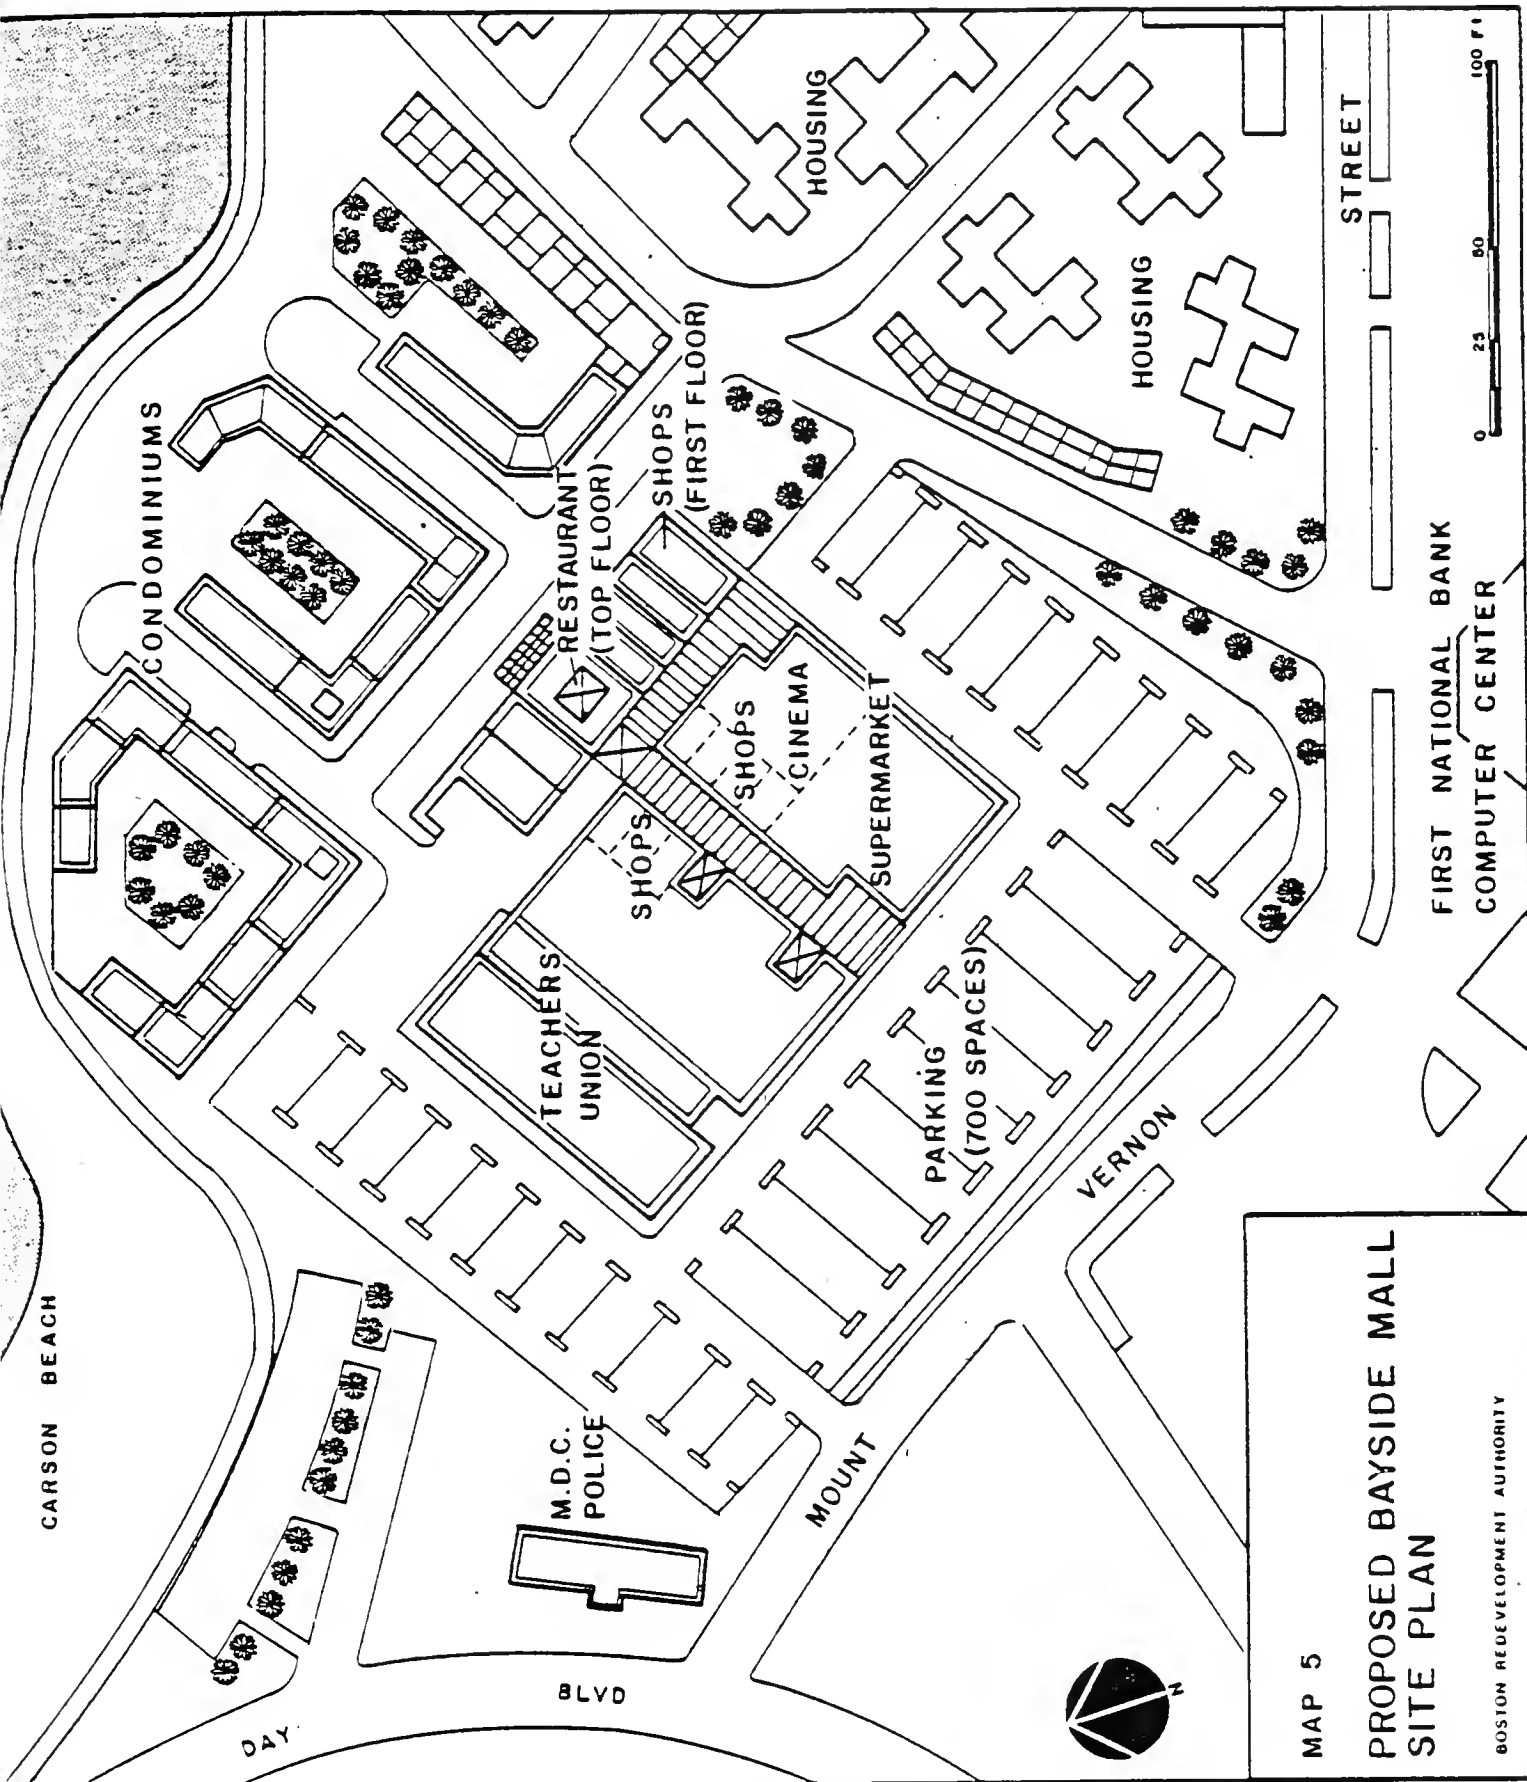 CARSON BEACH
CONDOMINIUMS
RESTAURANT
(TOP FLOOR)
SHOPS
(FIRST FLOOR)
HOUSING
HOUSING
STREET
SHOPS
CINEMA
SUPERMARKET
SHOPS
TEACHERS
UNION
PARKING
(700 SPACES)
M.D.C.
POLICE
MOUNT
VERNON
DAY
BLVD
FIRST NATIONAL BANK
COMPUTER CENTER
0 25 50 100 FT
N
MAP 5
PROPOSED BAYSIDE MALL
SITE PLAN
BOSTON REDEVELOPMENT AUTHORITY